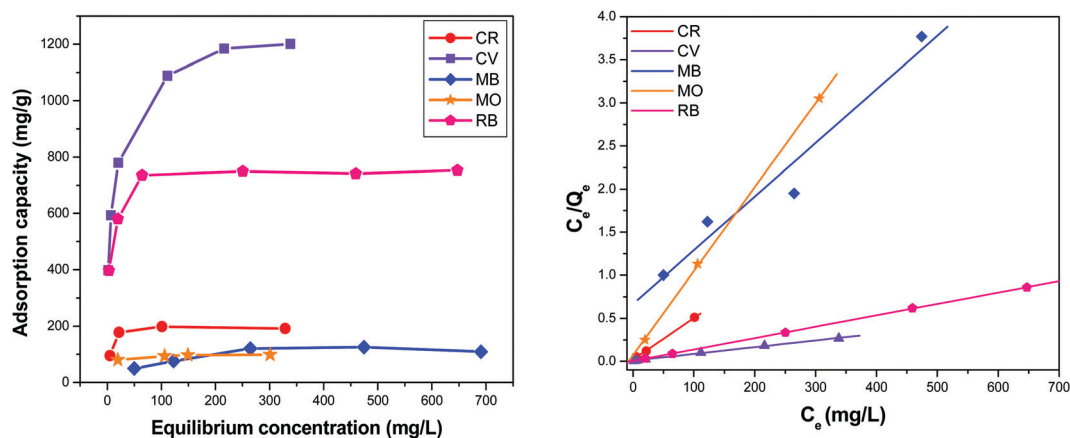 1200
1000
800
600
400
200
0
Adsorption capacity (mg/g)
0 100 200 300 400 500 600 700
Equilibrium concentration (mg/L)
CR
CV
MB
MO
RB
4.0
3.5
3.0
2.5
2.0
1.5
1.0
0.5
0.0
Ce/Qe
0 100 200 300 400 500 600 700
Ce (mg/L)
CR
CV
MB
MO
RB